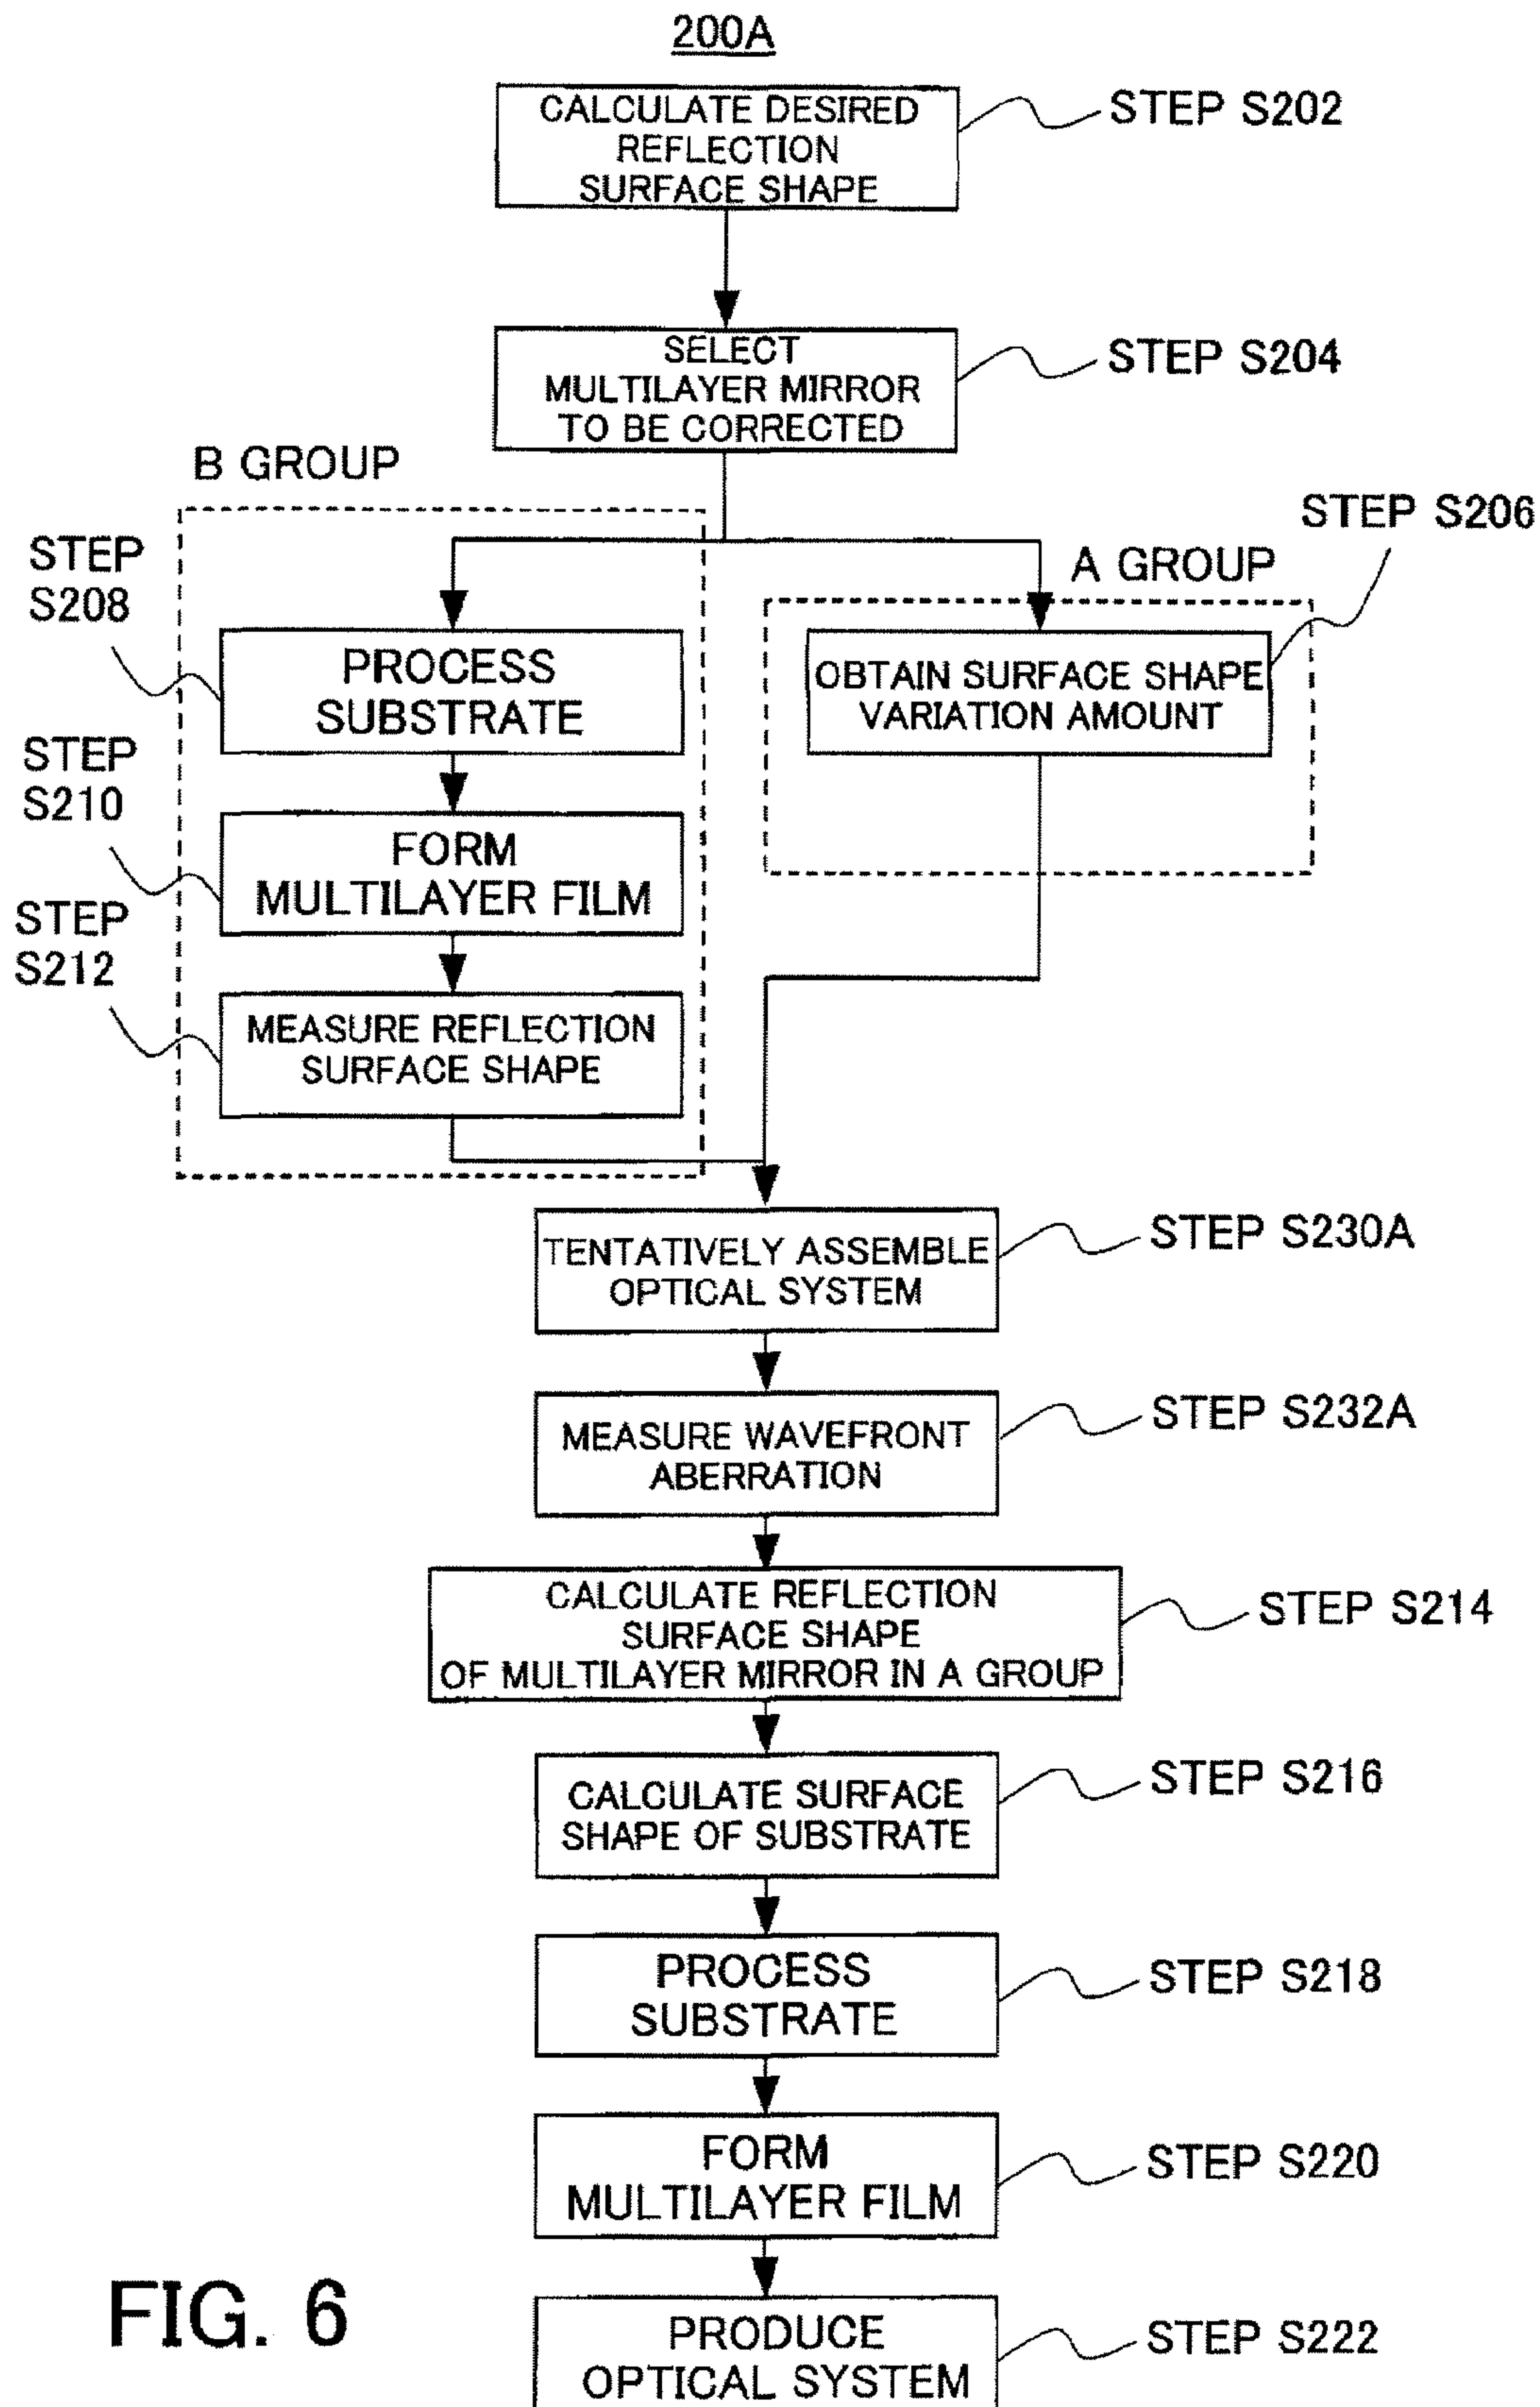 200A
CALCULATE DESIRED
REFLECTION
SURFACE SHAPE
STEP S202
SELECT
MULTILAYER MIRROR
TO BE CORRECTED
STEP S204
B GROUP
STEP S206
A GROUP
STEP
S208
PROCESS
SUBSTRATE
OBTAIN SURFACE SHAPE
VARIATION AMOUNT
STEP
S210
FORM
MULTILAYER FILM
STEP
S212
MEASURE REFLECTION
SURFACE SHAPE
TENTATIVELY ASSEMBLE
OPTICAL SYSTEM
STEP S230A
MEASURE WAVEFRONT
ABERRATION
STEP S232A
CALCULATE REFLECTION
SURFACE SHAPE
OF MULTILAYER MIRROR IN A GROUP
STEP S214
CALCULATE SURFACE
SHAPE OF SUBSTRATE
STEP S216
PROCESS
SUBSTRATE
STEP S218
FORM
MULTILAYER FILM
STEP S220
PRODUCE
OPTICAL SYSTEM
STEP S222
FIG. 6